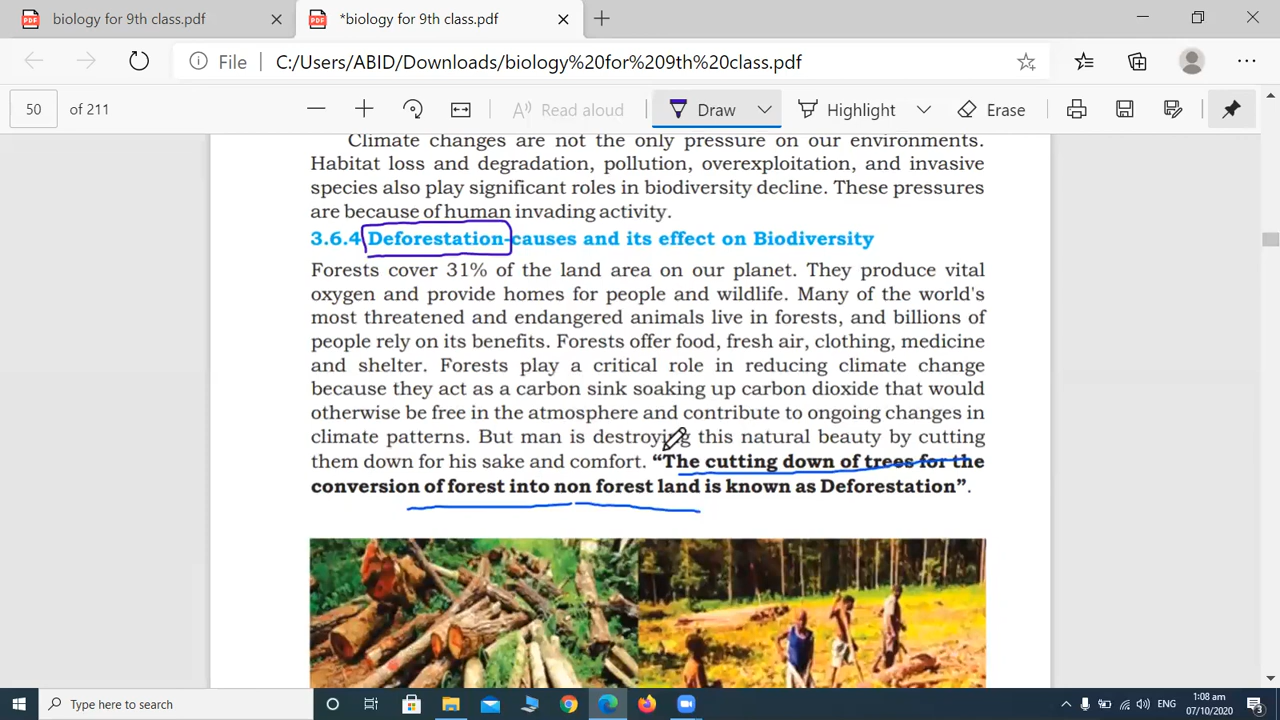 biology for 9th class.pdf
*biology for 9th class.pdf
File
C:/Users/ABID/Downloads/biology%20for%209th%20class.pdf
50 of 211
Read aloud
Draw
Highlight
Erase
Climate changes are not the only pressure on our environments.
Habitat loss and degradation, pollution, overexploitation, and invasive
species also play significant roles in biodiversity decline. These pressures
are because of human invading activity.
3.6.4 Deforestation-causes and its effect on Biodiversity
Forests cover 31% of the land area on our planet. They produce vital
oxygen and provide homes for people and wildlife. Many of the world's
most threatened and endangered animals live in forests, and billions of
people rely on its benefits. Forests offer food, fresh air, clothing, medicine
and shelter. Forests play a critical role in reducing climate change
because they act as a carbon sink soaking up carbon dioxide that would
otherwise be free in the atmosphere and contribute to ongoing changes in
climate patterns. But man is destroying this natural beauty by cutting
them down for his sake and comfort. “The cutting down of trees for the
conversion of forest into non forest land is known as Deforestation”.
Type here to search
ENG
1:08 am
07/10/2020
3